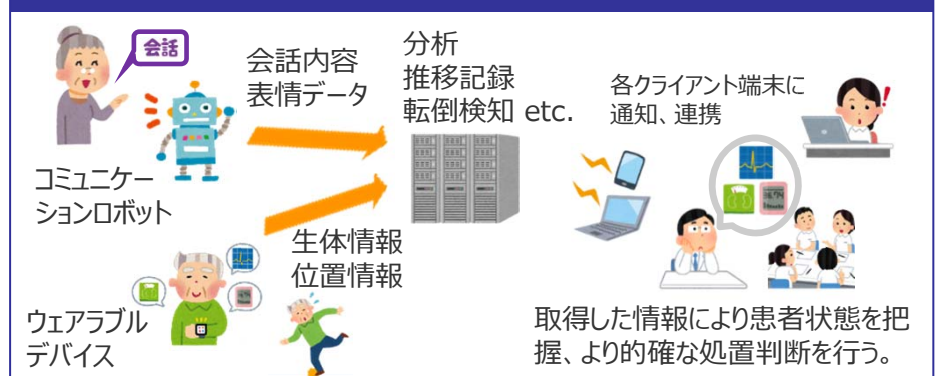 会話
会話内容
表情データ
分析
推移記録
転倒検知 etc.
各クライアント端末に
通知、連携
コミュニケー
ションロボット
生体情報
位置情報
ウェアラブル
デバイス
取得した情報により患者状態を把
握、より的確な処置判断を行う。